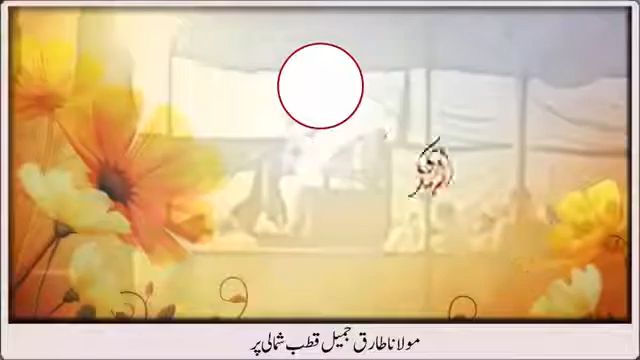 مولانا طارق جمیل قطب شمالی پر